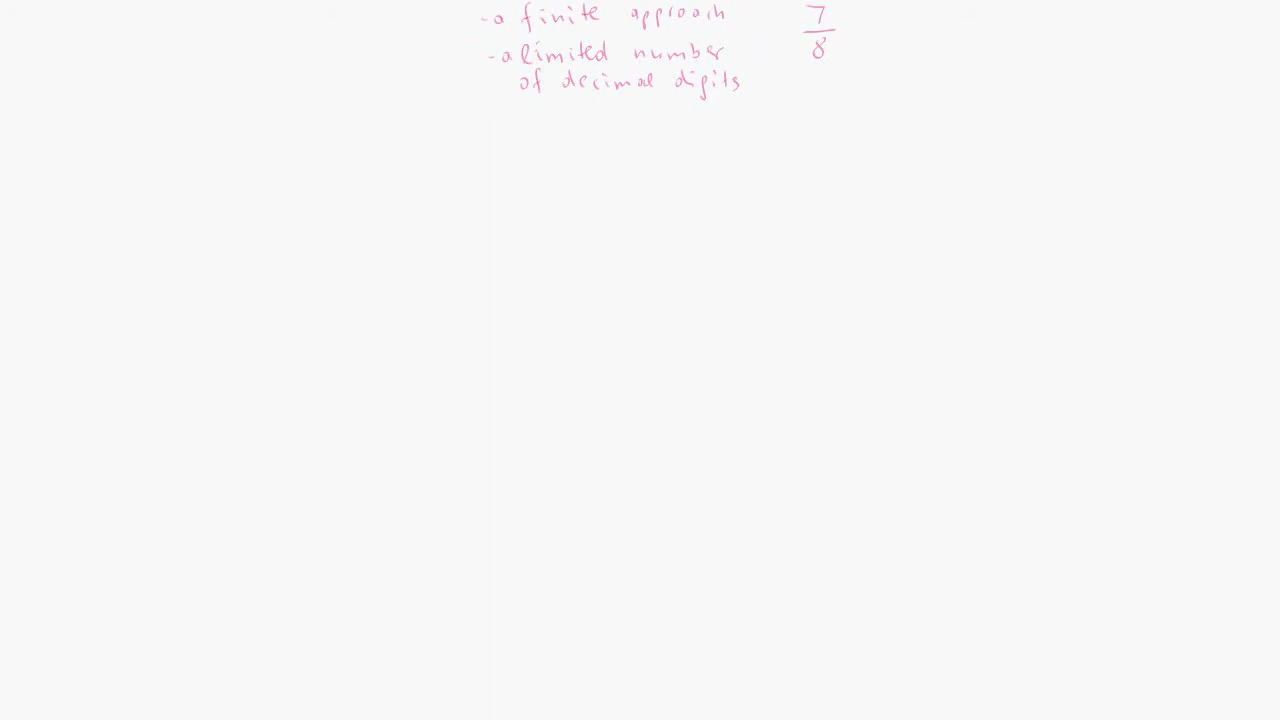 -a finite approach
-a limited number
of decimal digits
7
8